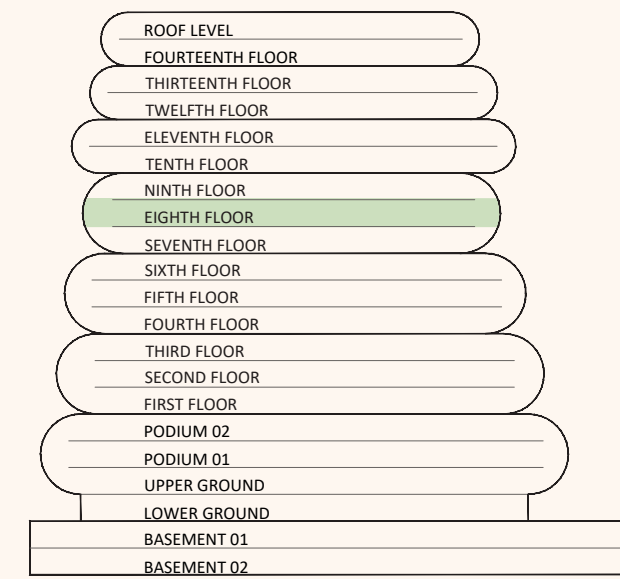 ROOF LEVEL
FOURTEENTH FLOOR
THIRTEENTH FLOOR
TWELFTH FLOOR
ELEVENTH FLOOR
TENTH FLOOR
NINTH FLOOR
EIGHTH FLOOR
SEVENTH FLOOR
SIXTH FLOOR
FIFTH FLOOR
FOURTH FLOOR
THIRD FLOOR
SECOND FLOOR
FIRST FLOOR
PODIUM 02
PODIUM 01
UPPER GROUND
LOWER GROUND
BASEMENT 01
BASEMENT 02